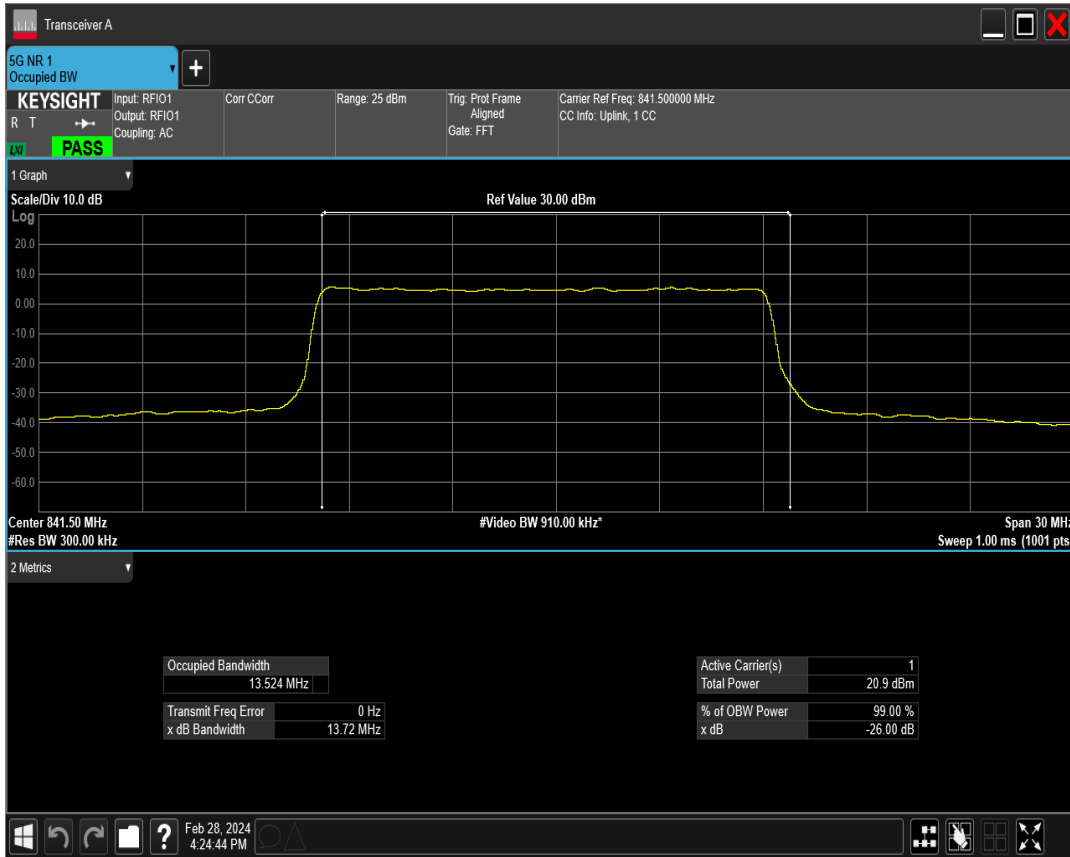 Transceiver A
5G NR 1
Occupied BW
KEYSIGHT
R T
LXI
PASS
Input: RFIO1
Output: RFIO1
Coupling: AC
Corr CCorr
Range: 25 dBm
Trig: Prot Frame
Aligned
Gate: FFT
Carrier Ref Freq: 841.500000 MHz
CC Info: Uplink, 1 CC
1 Graph
Scale/Div 10.0 dB
Ref Value 30.00 dBm
Log
20.0
10.0
0.00
-10.0
-20.0
-30.0
-40.0
-50.0
-60.0
Center 841.50 MHz
#Video BW 910.00 kHz*
Span 30 MHz
#Res BW 300.00 kHz
Sweep 1.00 ms (1001 pts
2 Metrics
Occupied Bandwidth
13.524 MHz
Transmit Freq Error 0 Hz
x dB Bandwidth 13.72 MHz
Active Carrier(s) 1
Total Power 20.9 dBm
% of OBW Power 99.00 %
x dB -26.00 dB
?
Feb 28, 2024
4:24:44 PM